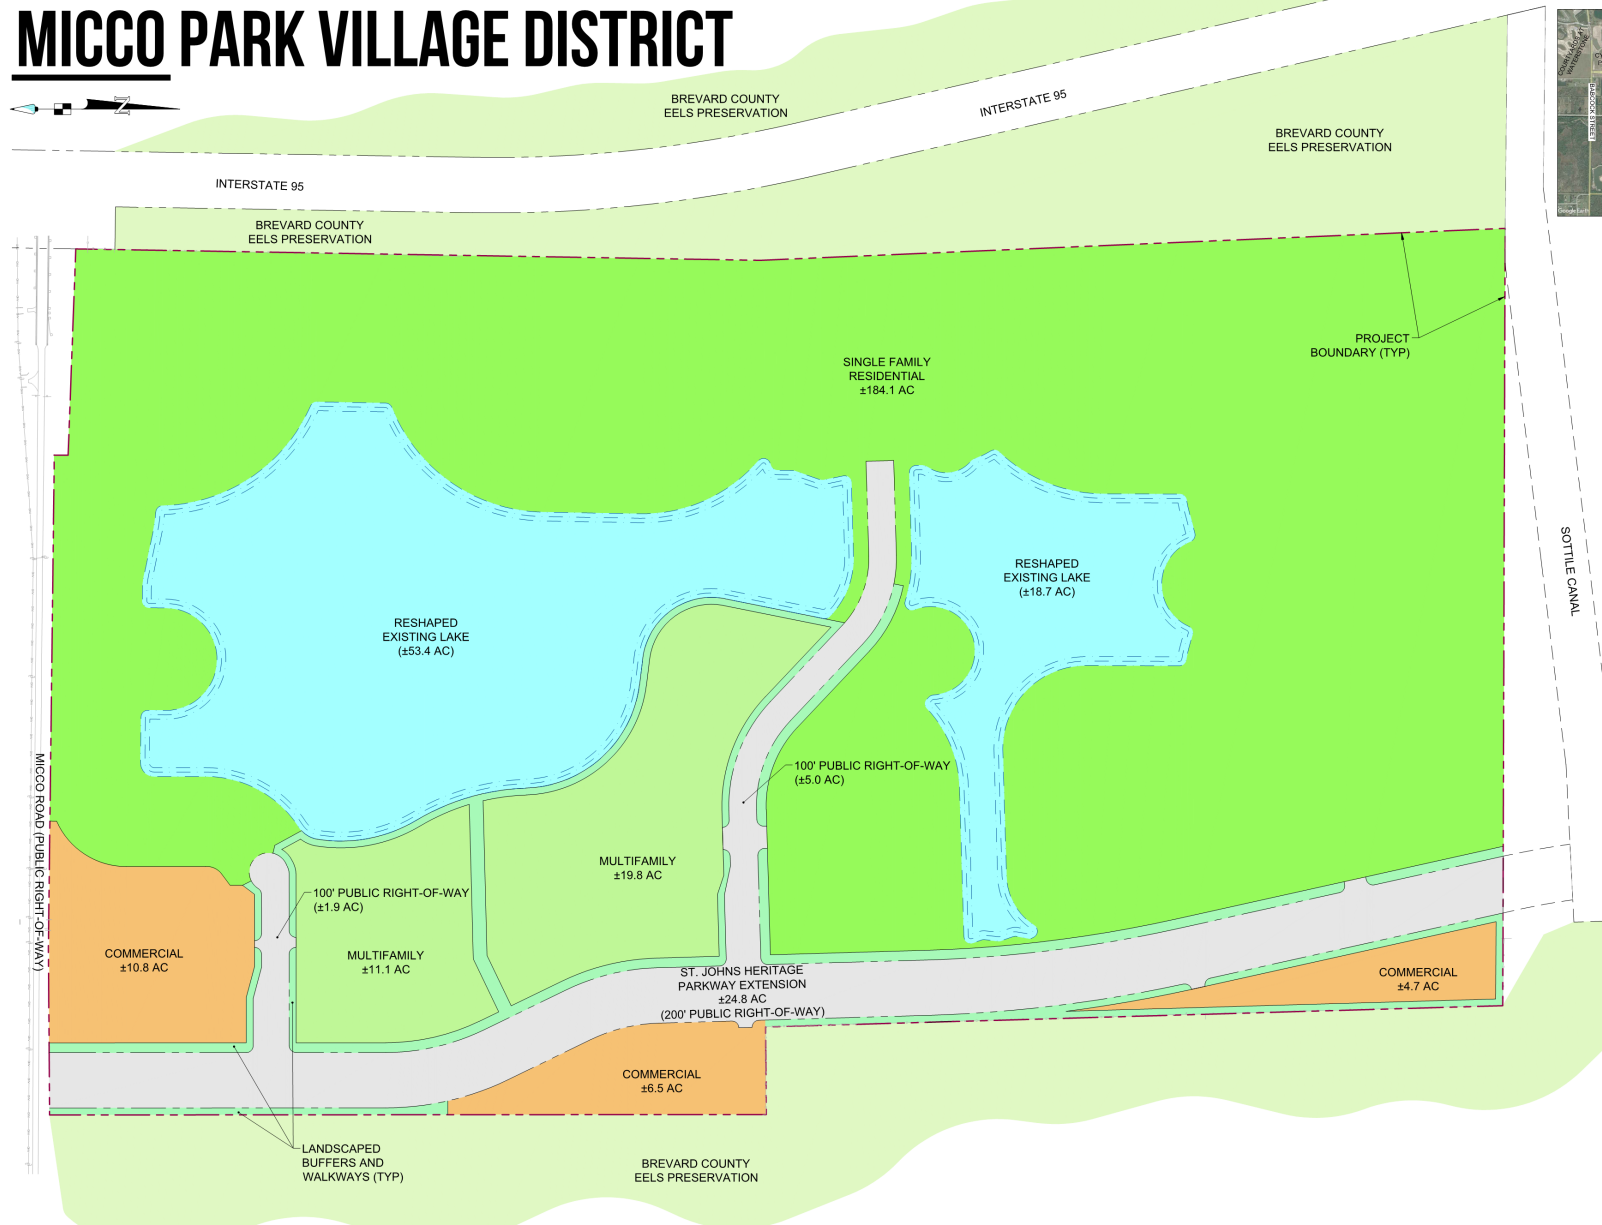 MICCO PARK VILLAGE DISTRICT
N
BREVARD COUNTY
EELS PRESERVATION
INTERSTATE 95
BREVARD COUNTY
EELS PRESERVATION
INTERSTATE 95
BREVARD COUNTY
EELS PRESERVATION
BABCOCK STREET
Google Earth
PROJECT
BOUNDARY (TYP)
SINGLE FAMILY
RESIDENTIAL
±184.1 AC
RESHAPED
EXISTING LAKE
(±18.7 AC)
SOTTILE CANAL
RESHAPED
EXISTING LAKE
(±53.4 AC)
MICCO ROAD (PUBLIC RIGHT-OF-WAY)
100' PUBLIC RIGHT-OF-WAY
(±5.0 AC)
MULTIFAMILY
±19.8 AC
100' PUBLIC RIGHT-OF-WAY
(±1.9 AC)
COMMERCIAL
±10.8 AC
MULTIFAMILY
±11.1 AC
ST. JOHNS HERITAGE
PARKWAY EXTENSION
±24.8 AC
(200' PUBLIC RIGHT-OF-WAY)
COMMERCIAL
±4.7 AC
COMMERCIAL
±6.5 AC
LANDSCAPED
BUFFERS AND
WALKWAYS (TYP)
BREVARD COUNTY
EELS PRESERVATION